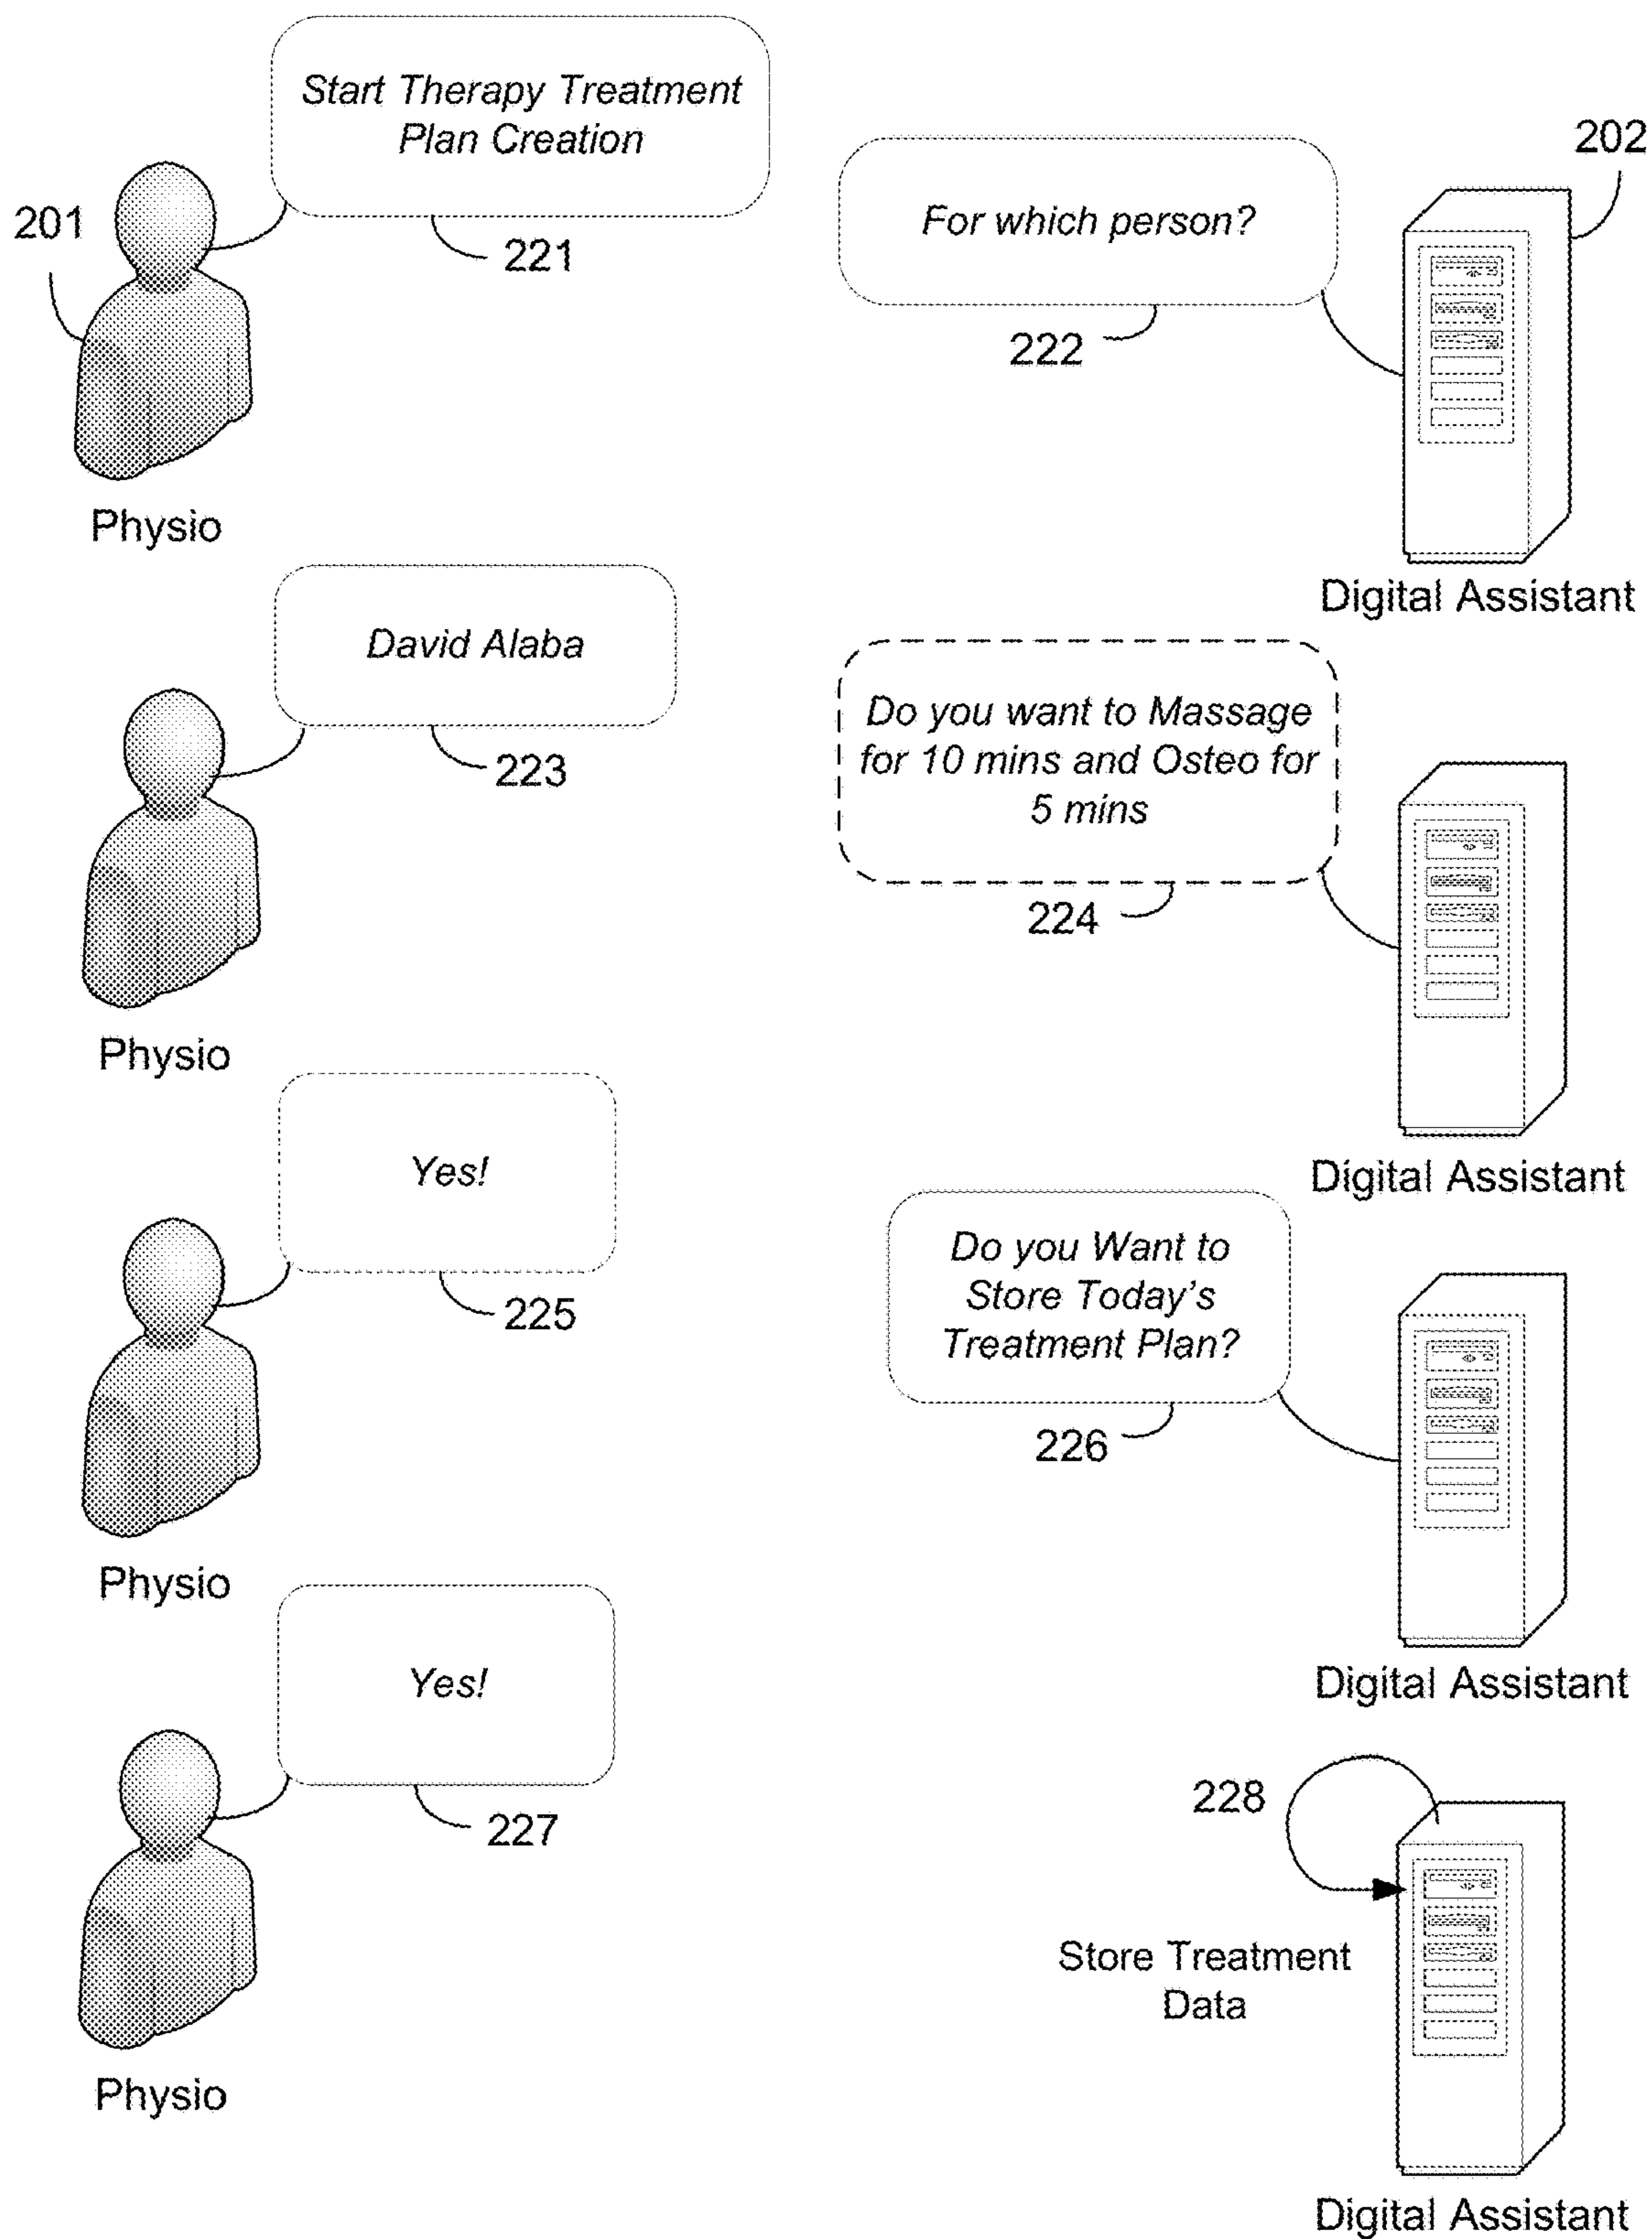 Start Therapy Treatment
Plan Creation
201
221
Physio
202
For which person?
222
Digital Assistant
David Alaba
223
Physio
Do you want to Massage
for 10 mins and Osteo for
5 mins
224
Digital Assistant
Yes!
225
Physio
Do you Want to
Store Today's
Treatment Plan?
226
Digital Assistant
Yes!
227
Physio
228
Store Treatment
Data
Digital Assistant